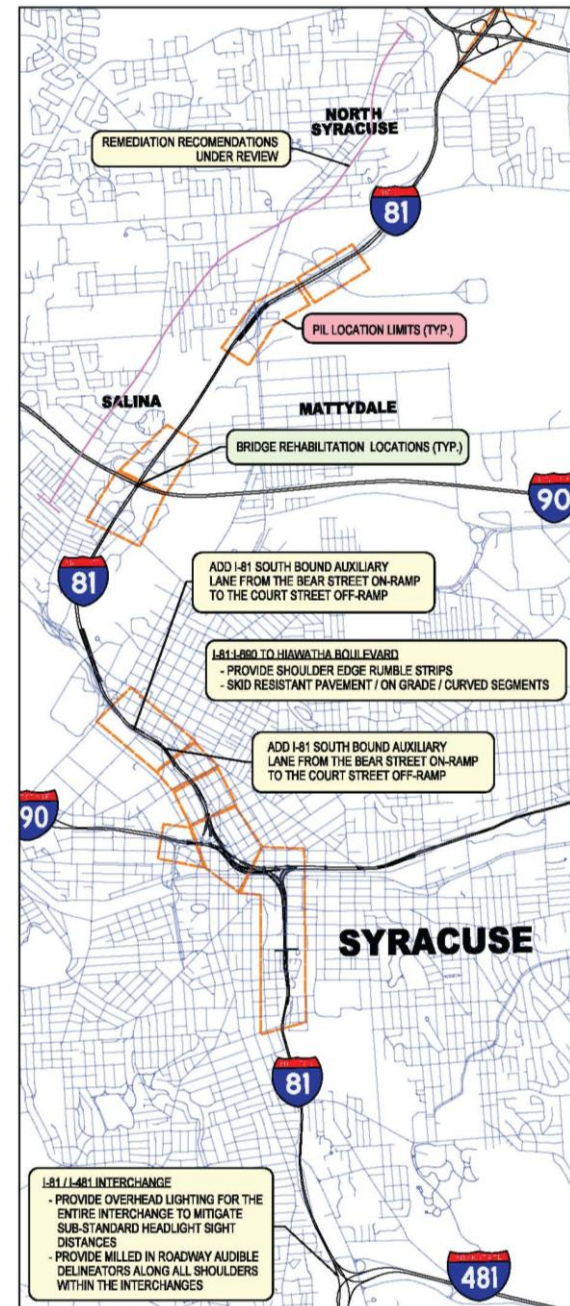 NORTH
SYRACUSE
REMEDIATION RECOMENDATIONS
UNDER REVIEW
81
PIL LOCATION LIMITS (TYP.)
SALINA
MATTYDALE
BRIDGE REHABILITATION LOCATIONS (TYP.)
90
81
ADD I-81 SOUTH BOUND AUXILIARY
LANE FROM THE BEAR STREET ON-RAMP
TO THE COURT STREET OFF-RAMP
I-81:I-690 TO HIAWATHA BOULEVARD
- PROVIDE SHOULDER EDGE RUMBLE STRIPS
- SKID RESISTANT PAVEMENT / ON GRADE / CURVED SEGMENTS
ADD I-81 SOUTH BOUND AUXILIARY
LANE FROM THE BEAR STREET ON-RAMP
TO THE COURT STREET OFF-RAMP
90
SYRACUSE
81
I-81 / I-481 INTERCHANGE
- PROVIDE OVERHEAD LIGHTING FOR THE
ENTIRE INTERCHANGE TO MITIGATE
SUB-STANDARD HEADLIGHT SIGHT
DISTANCES
- PROVIDE MILLED IN ROADWAY AUDIBLE
DELINEATORS ALONG ALL SHOULDERS
WITHIN THE INTERCHANGES
481